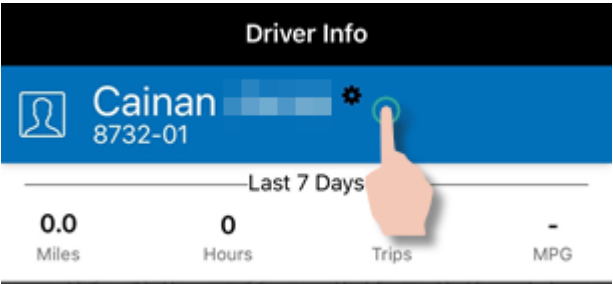 Driver Info
Cainan
8732-01
Last 7 Days
0.0 0 -
Miles Hours Trips MPG